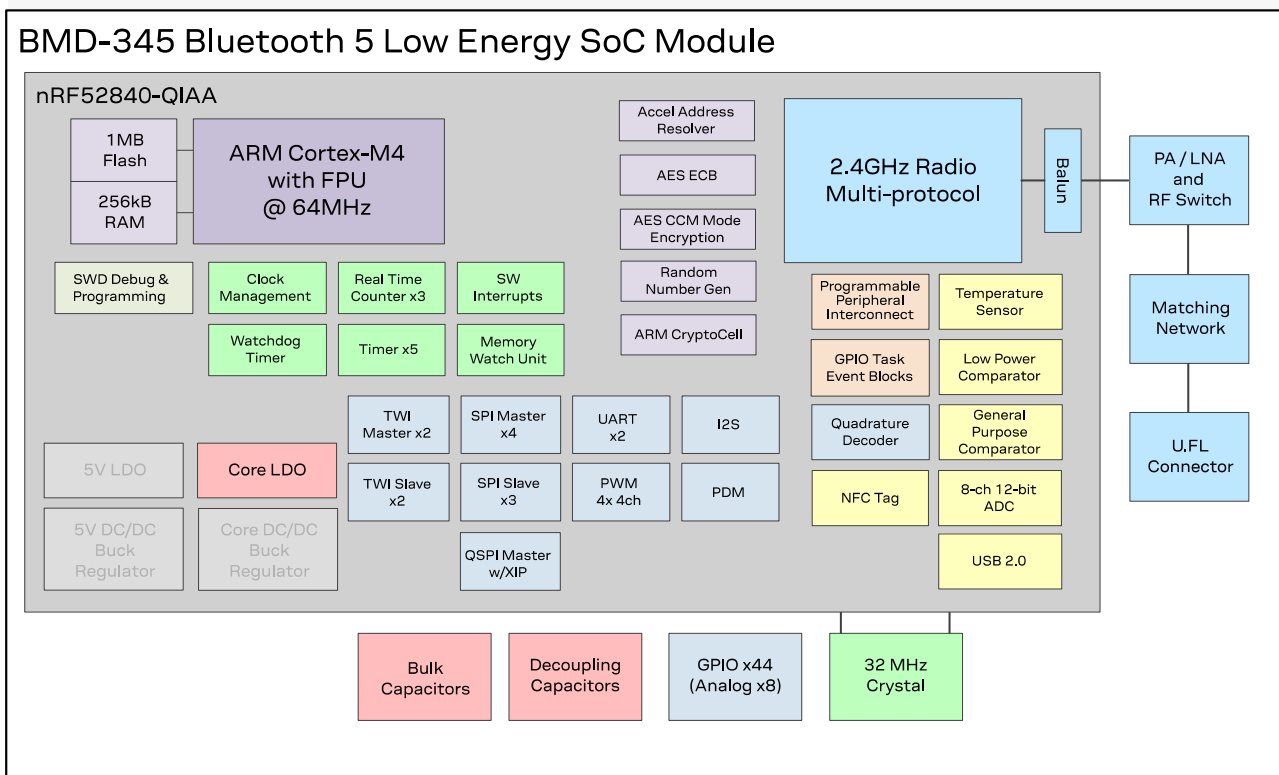 BMD-345 Bluetooth 5 Low Energy SoC Module
nRF52840-QIAA
1MB
Flash
256kB
RAM
ARM Cortex-M4
with FPU
@ 64MHz
Accel Address
Resolver
AES ECB
AES CCM Mode
Encryption
Random
Number Gen
ARM CryptoCell
2.4GHz Radio
Multi-protocol
Balun
PA / LNA
and
RF Switch
Matching
Network
U.FL
Connector
SWD Debug &
Programming
Clock
Management
Real Time
Counter x3
SW
Interrupts
Watchdog
Timer
Timer x5
Memory
Watch Unit
Programmable
Peripheral
Interconnect
Temperature
Sensor
GPIO Task
Event Blocks
Low Power
Comparator
Quadrature
Decoder
General
Purpose
Comparator
NFC Tag
8-ch 12-bit
ADC
USB 2.0
TWI
Master x2
SPI Master
x4
UART
x2
I2S
TWI Slave
x2
SPI Slave
x3
PWM
4x 4ch
PDM
QSPI Master
w/XIP
5V LDO
Core LDO
5V DC/DC
Buck
Regulator
Core DC/DC
Buck
Regulator
Bulk
Capacitors
Decoupling
Capacitors
GPIO x44
(Analog x8)
32 MHz
Crystal